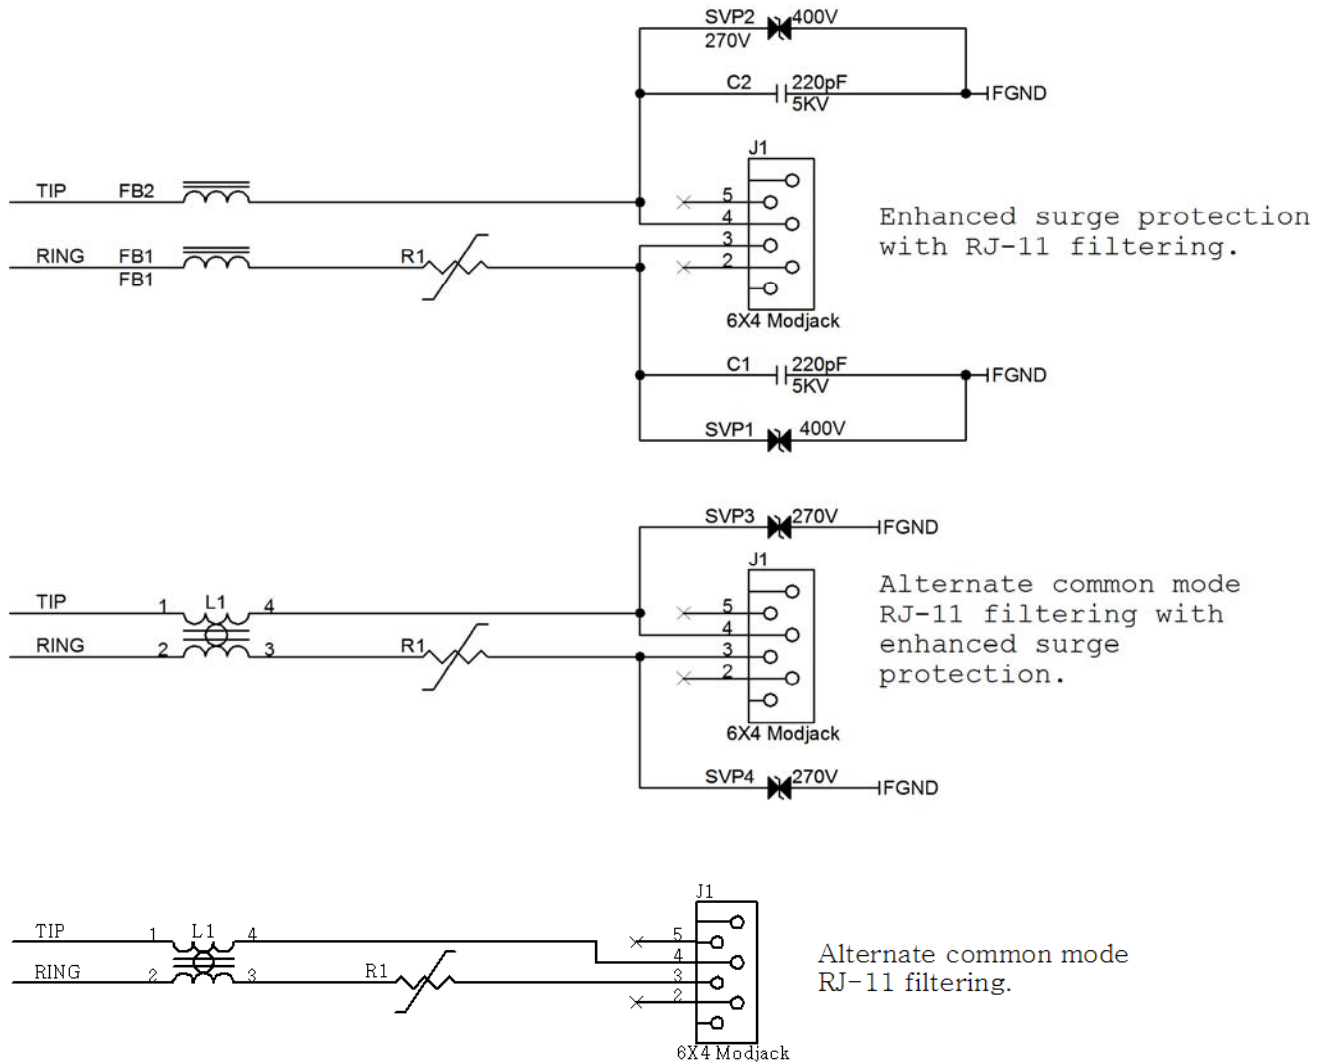 SVP2 400V
270V
C2 220pF
5KV
FGND
J1
TIP FB2
5
4
RING FB1
FB1
R1
3
2
6X4 Modjack
Enhanced surge protection
with RJ-11 filtering.
C1 220pF
5KV
FGND
SVP1 400V
SVP3 270V
FGND
J1
TIP 1 L1 4
5
4
RING 2 3 R1
3
2
6X4 Modjack
Alternate common mode
RJ-11 filtering with
enhanced surge
protection.
SVP4 270V
FGND
J1
TIP 1 L1 4
5
4
RING 2 3 R1
3
2
6X4 Modjack
Alternate common mode
RJ-11 filtering.